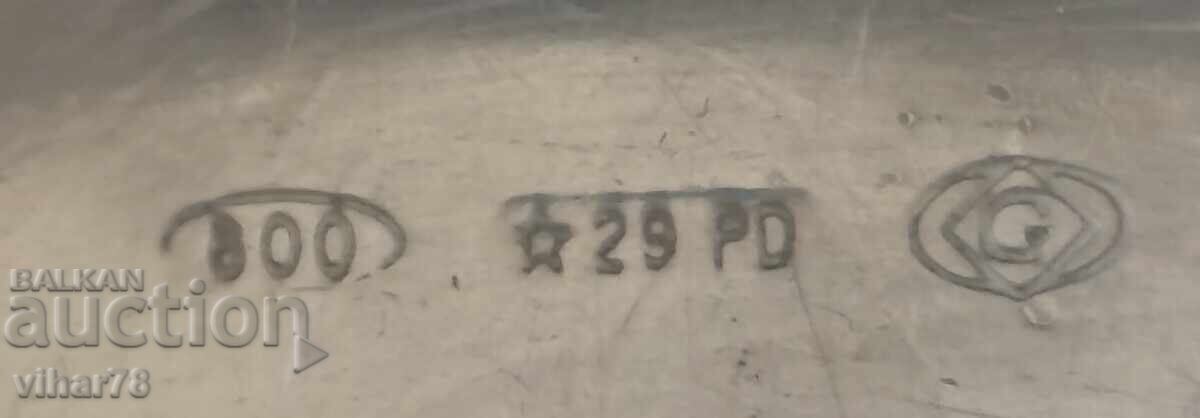 800 ☆29 PD G
BALKAN
auction
vihar78